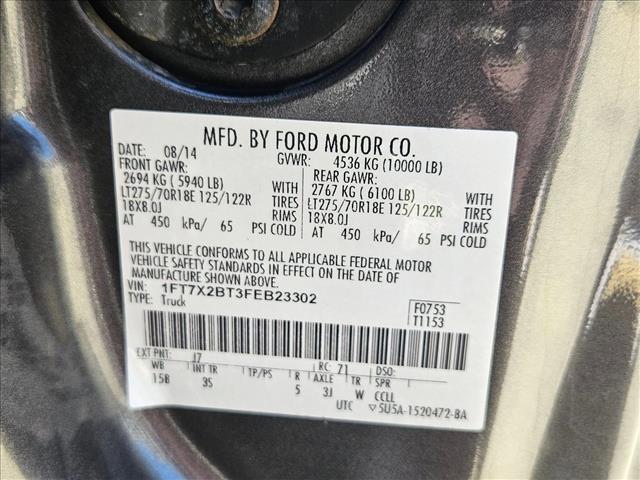 MFD. BY FORD MOTOR CO.
DATE: 08/14 GVWR: 4536 KG (10000 LB)
FRONT GAWR: REAR GAWR:
2694 KG ( 5940 LB) WITH 2767 KG ( 6100 LB) WITH
LT275/70R18E 125/122R TIRES LT275/70R18E 125/122R TIRES
18X8.0J RIMS 18X8.0J RIMS
AT 450 kPa/ 65 PSI COLD AT 450 kPa/ 65 PSI COLD
THIS VEHICLE CONFORMS TO ALL APPLICABLE FEDERAL MOTOR
VEHICLE SAFETY STANDARDS IN EFFECT ON THE DATE OF
MANUFACTURE SHOWN ABOVE.
VIN: 1FT7X2BT3FEB23302 F0753
TYPE: Truck T1153
EXT PNT: J7 RC: 71 DSO:
WB INT TR TP/PS R AXLE TR SPR
15B 3S 5 3J W CCLL
UTC ▽5U5A-1520472-BA